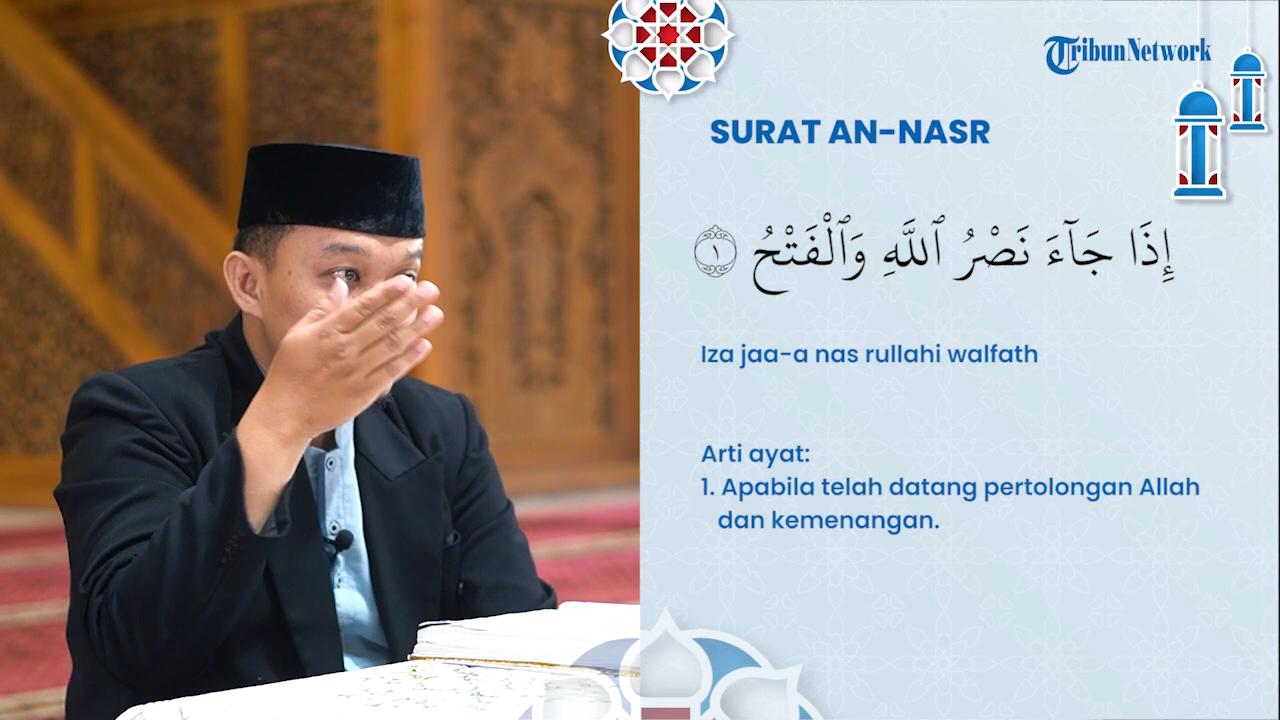 TribunNetwork
SURAT AN-NASR
إِذَا جَآءَ نَصْرُ ٱللَّهِ وَٱلْفَتْحُ ١
Iza jaa-a nas rullahi walfath
Arti ayat:
1. Apabila telah datang pertolongan Allah
dan kemenangan.